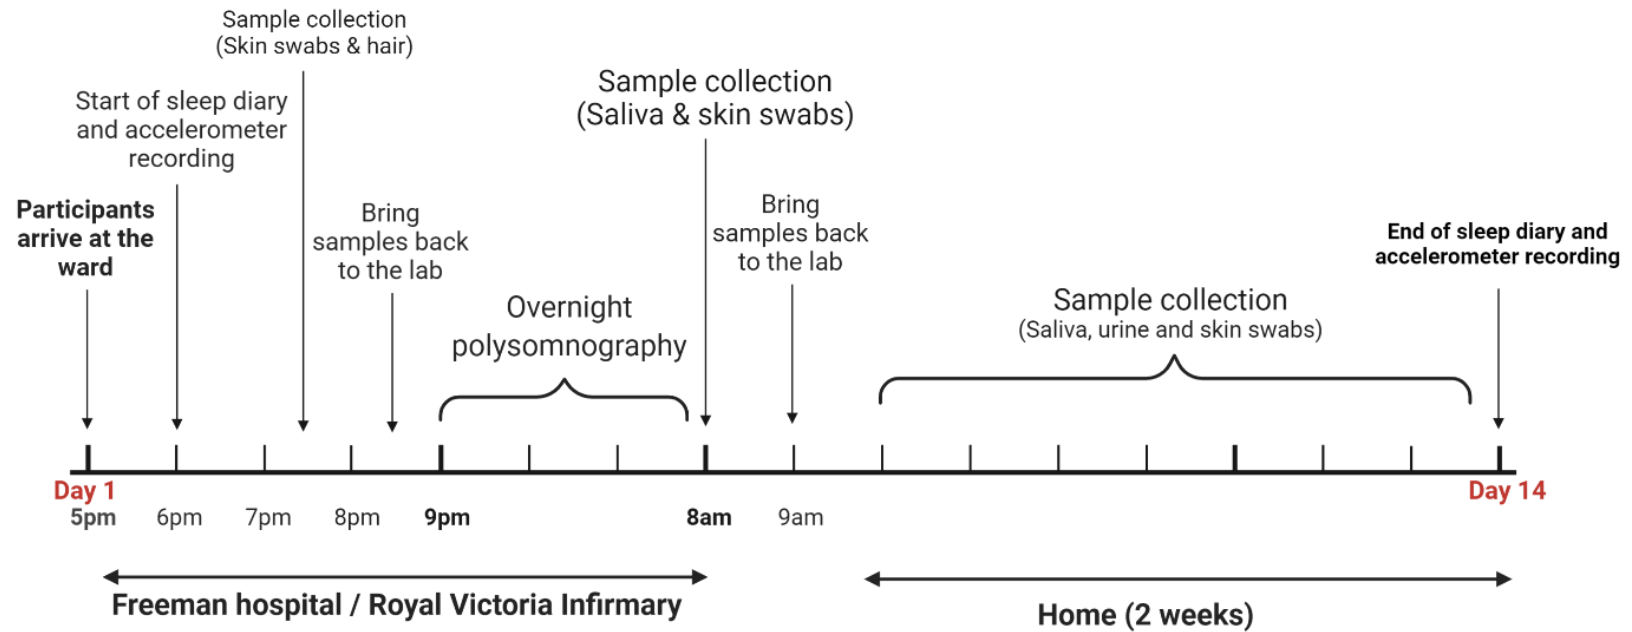 Sample collection
(Skin swabs & hair)
Start of sleep diary
and accelerometer
recording
Participants
arrive at the
ward
Bring
samples back
to the lab
Overnight
polysomnography
Sample collection
(Saliva & skin swabs)
Bring
samples back
to the lab
Sample collection
(Saliva, urine and skin swabs)
End of sleep diary and
accelerometer recording
Day 1
Day 14
5pm 6pm 7pm 8pm 9pm 8am 9am
Freeman hospital / Royal Victoria Infirmary
Home (2 weeks)